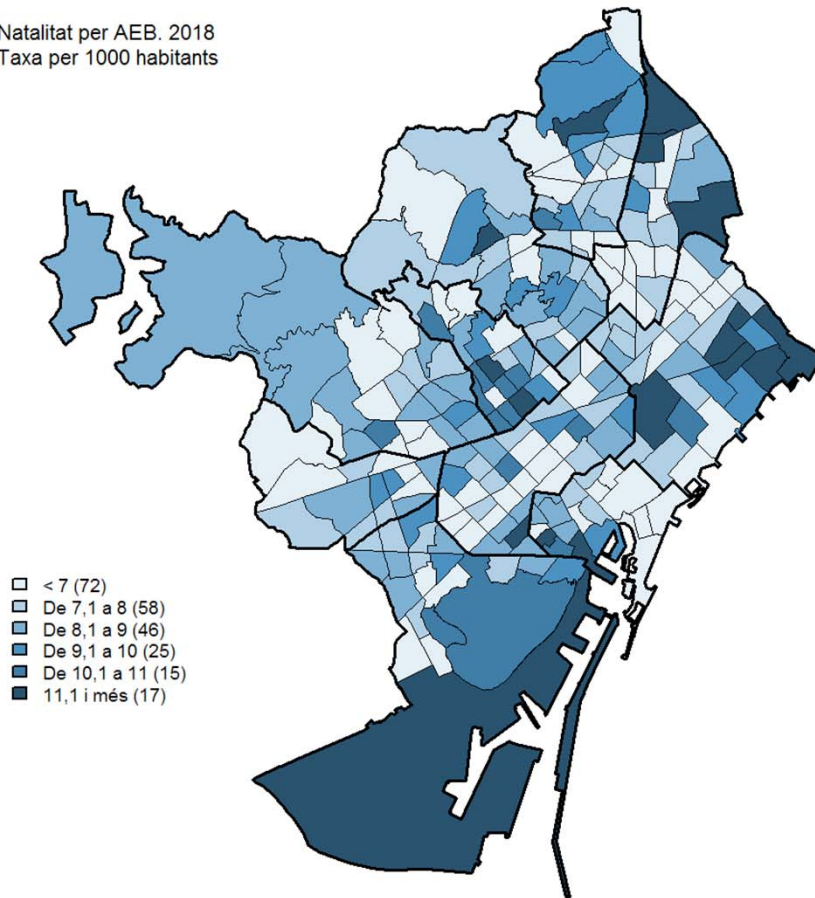 Natalitat per AEB. 2018
Taxa per 1000 habitants
< 7 (72)
De 7,1 a 8 (58)
De 8,1 a 9 (46)
De 9,1 a 10 (25)
De 10,1 a 11 (15)
11,1 i més (17)